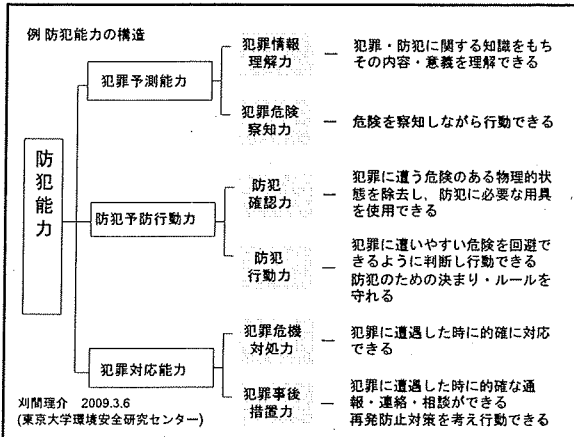 例 防犯能力の構造
防犯能力
犯罪予測能力
犯罪情報
理解力
― 犯罪・防犯に関する知識をもち
その内容・意義を理解できる
犯罪危険
察知力
― 危険を察知しながら行動できる
防犯予防行動力
防犯
確認力
― 犯罪に遭う危険のある物理的状
態を除去し、防犯に必要な用具
を使用できる
防犯
行動力
― 犯罪に遭いやすい危険を回避で
きるように判断し行動できる
防犯のための決まり・ルールを
守れる
犯罪対応能力
犯罪危機
対処力
― 犯罪に遭遇した時に的確に対応
できる
犯罪事後
措置力
― 犯罪に遭遇した時に的確な通
報・連絡・相談ができる
再発防止対策を考え行動できる
刈間理介 2009.3.6
(東京大学環境安全研究センター)